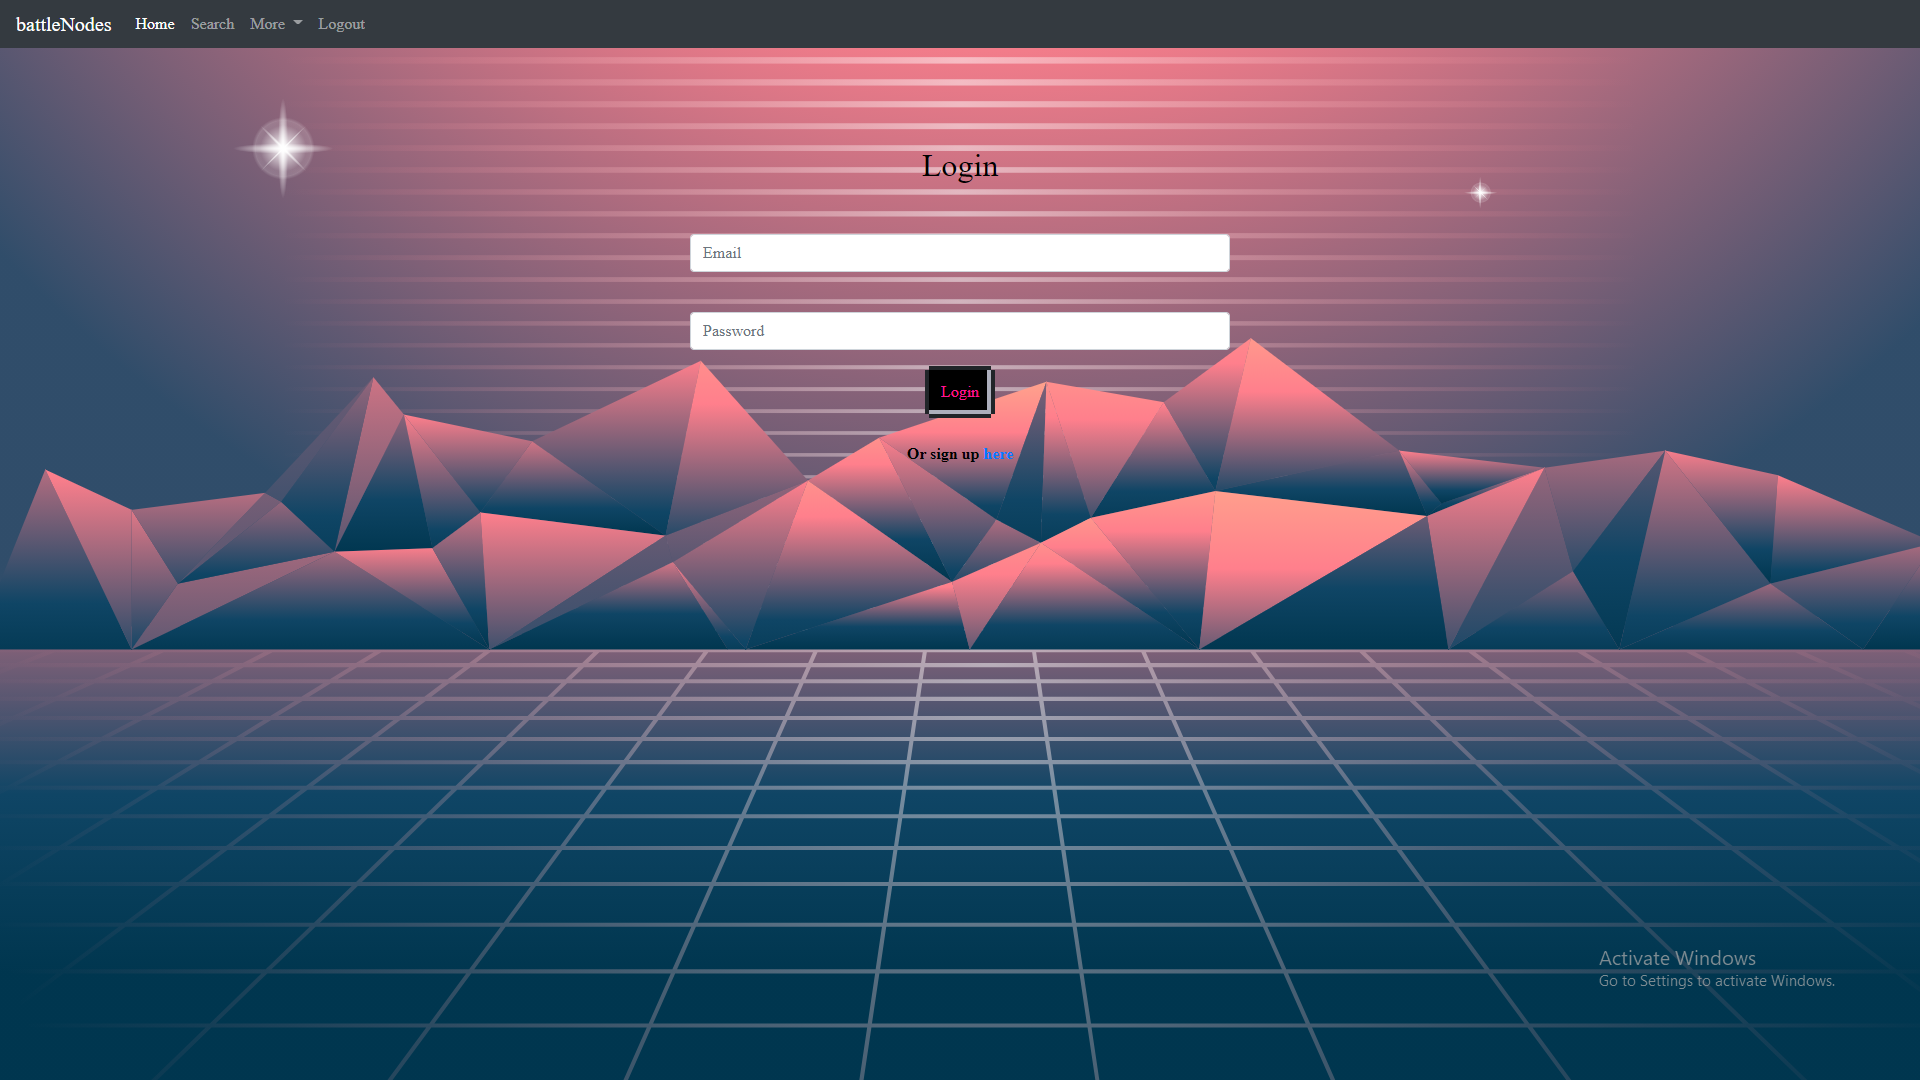 battleNodes Home Search More Logout
Login
Email
Password
Login
Or sign up here
Activate Windows
Go to Settings to activate Windows.